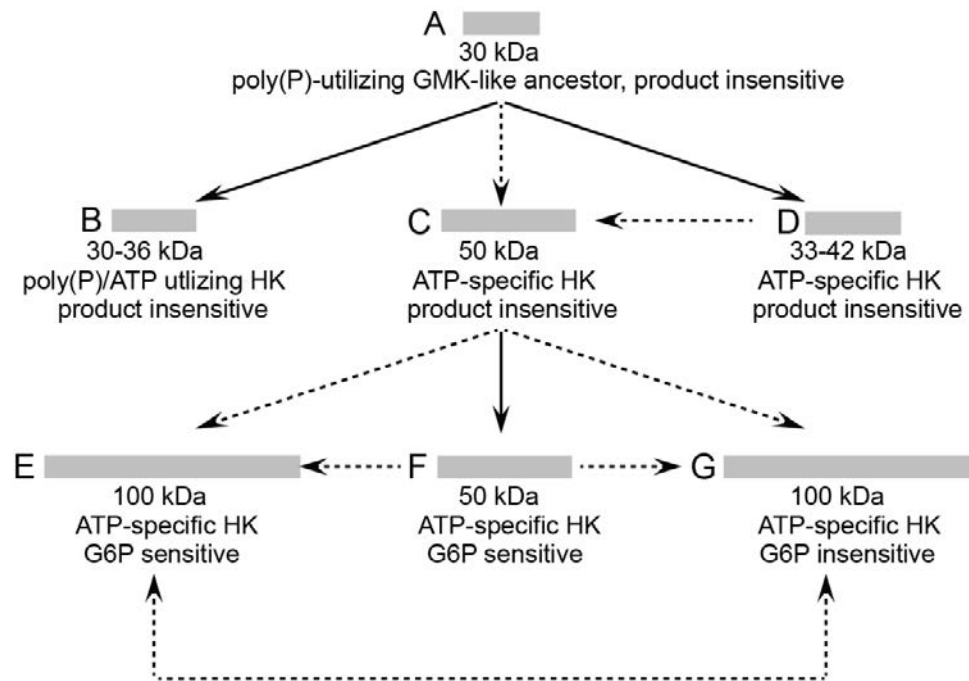 A
30 kDa
poly(P)-utilizing GMK-like ancestor, product insensitive
B
30-36 kDa
poly(P)/ATP utlizing HK
product insensitive
C
50 kDa
ATP-specific HK
product insensitive
D
33-42 kDa
ATP-specific HK
product insensitive
E
100 kDa
ATP-specific HK
G6P sensitive
F
50 kDa
ATP-specific HK
G6P sensitive
G
100 kDa
ATP-specific HK
G6P insensitive